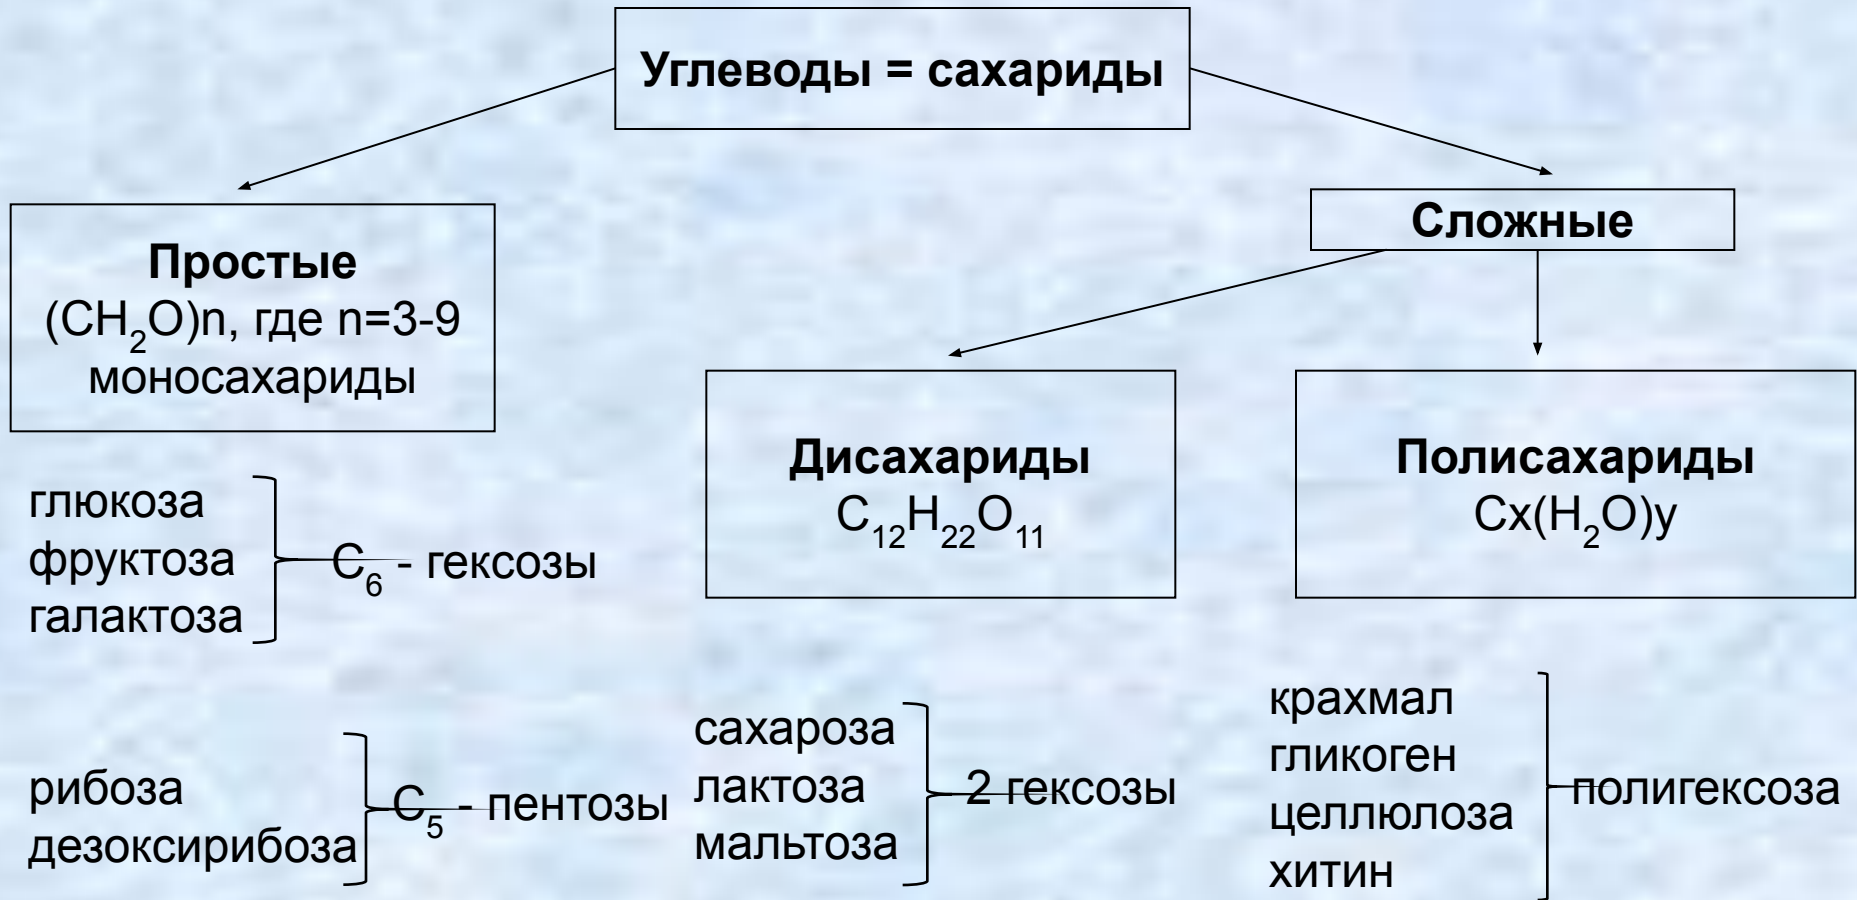 Углеводы = сахариды
Простые
(CH₂O)n, где n=3-9
моносахариды
глюкоза
фруктоза
галактоза
C₆ - гексозы
рибоза
дезоксирибоза
C₅ - пентозы
Сложные
Дисахариды
C₁₂H₂₂O₁₁
сахароза
лактоза
мальтоза
2 гексозы
Полисахариды
Cx(H₂O)y
крахмал
гликоген
целлюлоза
хитин
полигексоза